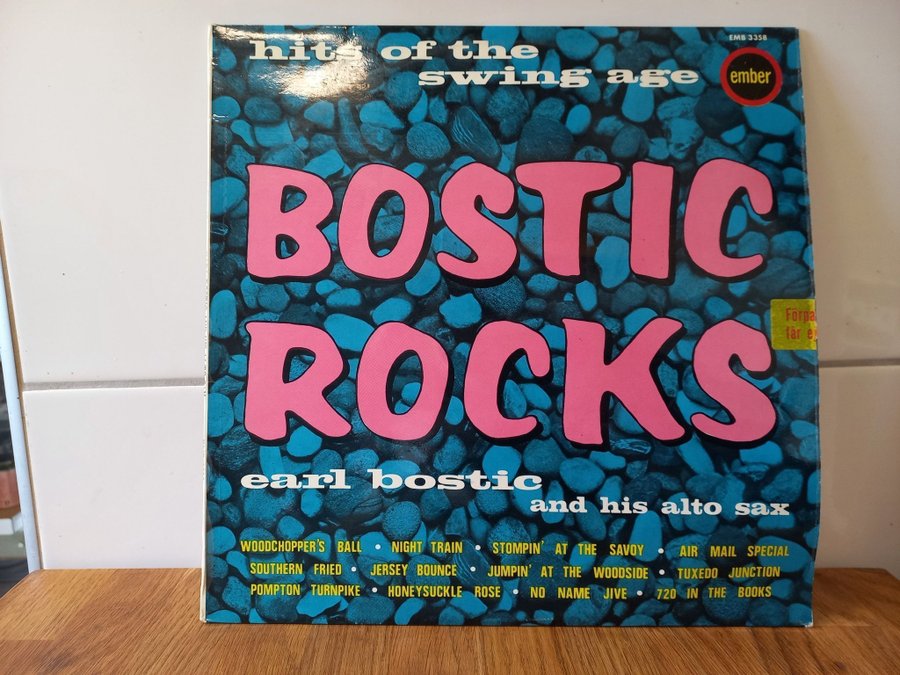 EMB 3358
hits of the
swing age
ember
BOSTIC
ROCKS
får
earl bostic
and his alto sax
WOODCHOPPER'S BALL • NIGHT TRAIN • STOMPIN' AT THE SAVOY • AIR MAIL SPECIAL
SOUTHERN FRIED • JERSEY BOUNCE • JUMPIN' AT THE WOODSIDE • TUXEDO JUNCTION
POMPTON TURNPIKE • HONEYSUCKLE ROSE • NO NAME JIVE • 720 IN THE BOOKS